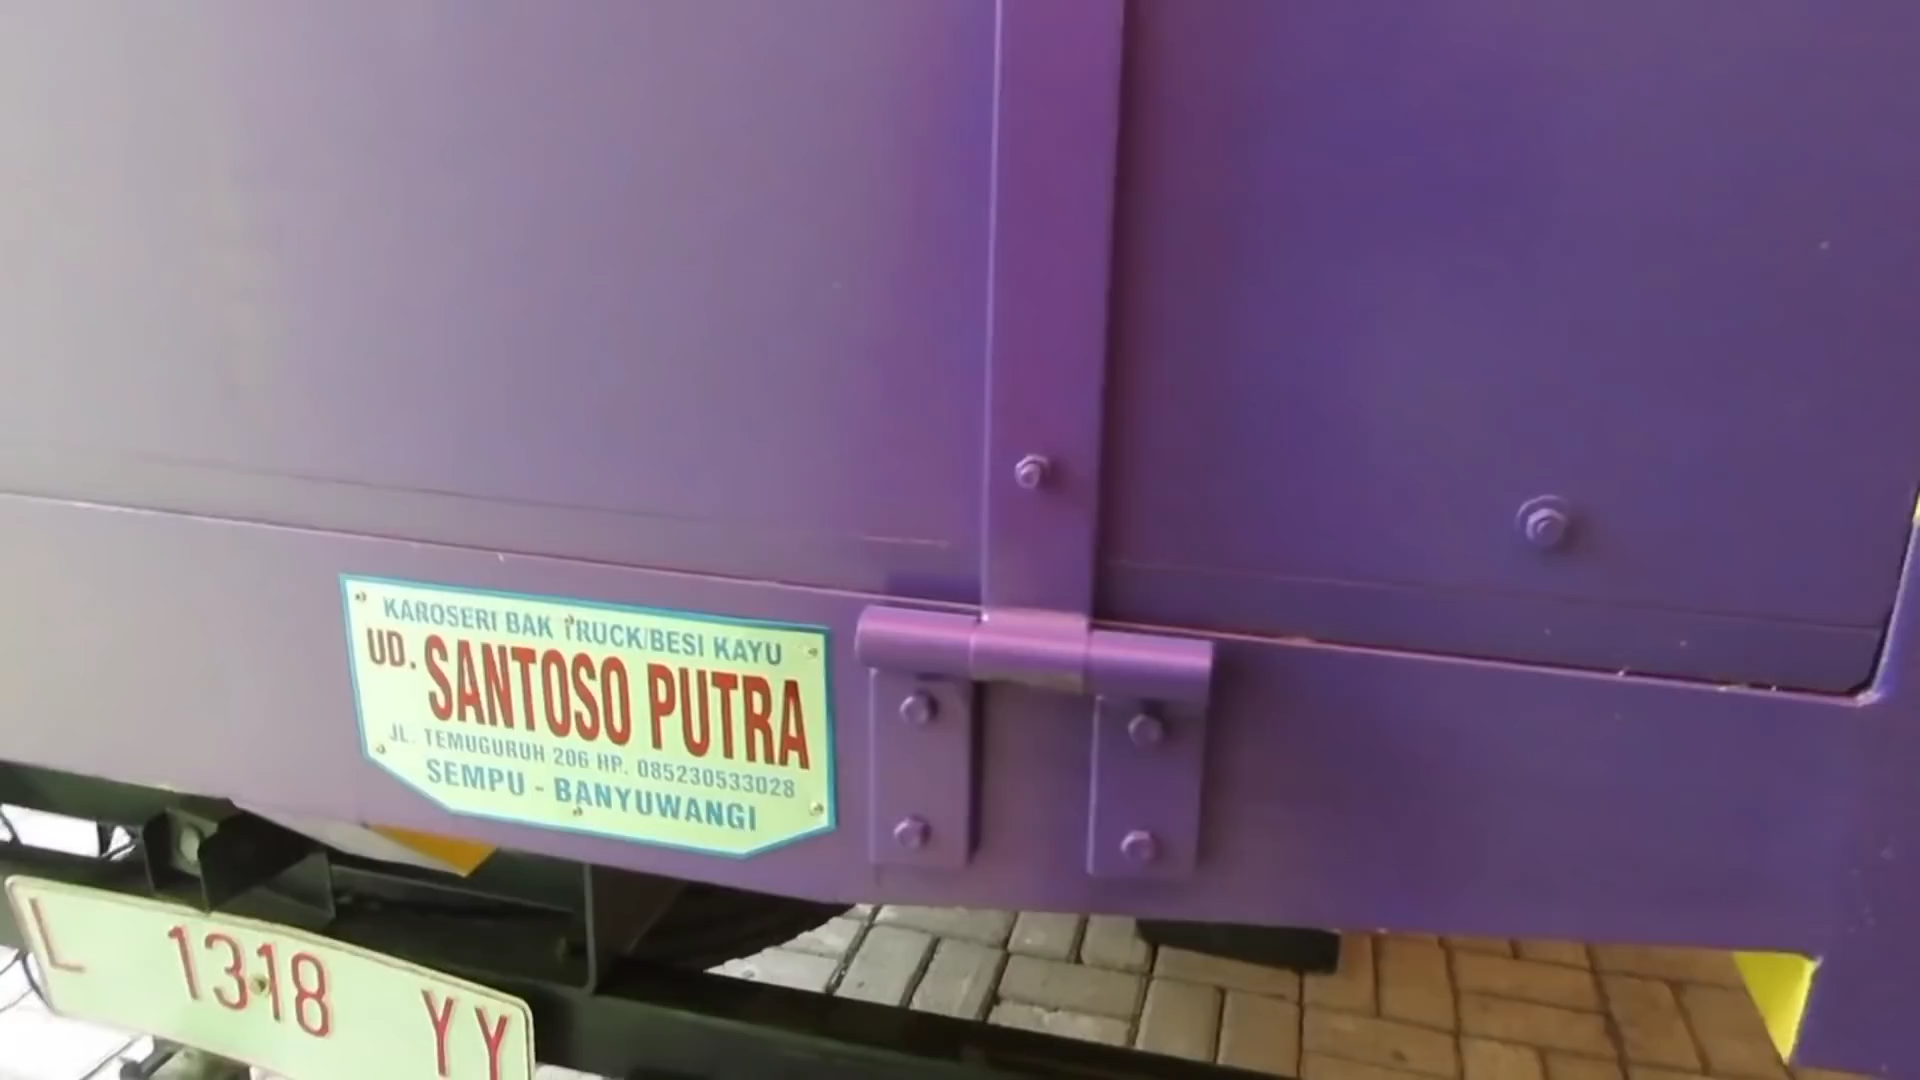 KAROSERI BAK TRUCK/BESI KAYU
UD. SANTOSO PUTRA
JL. TEMUGURUH 206 HP. 085230533028
SEMPU - BANYUWANGI
L 1318 YY